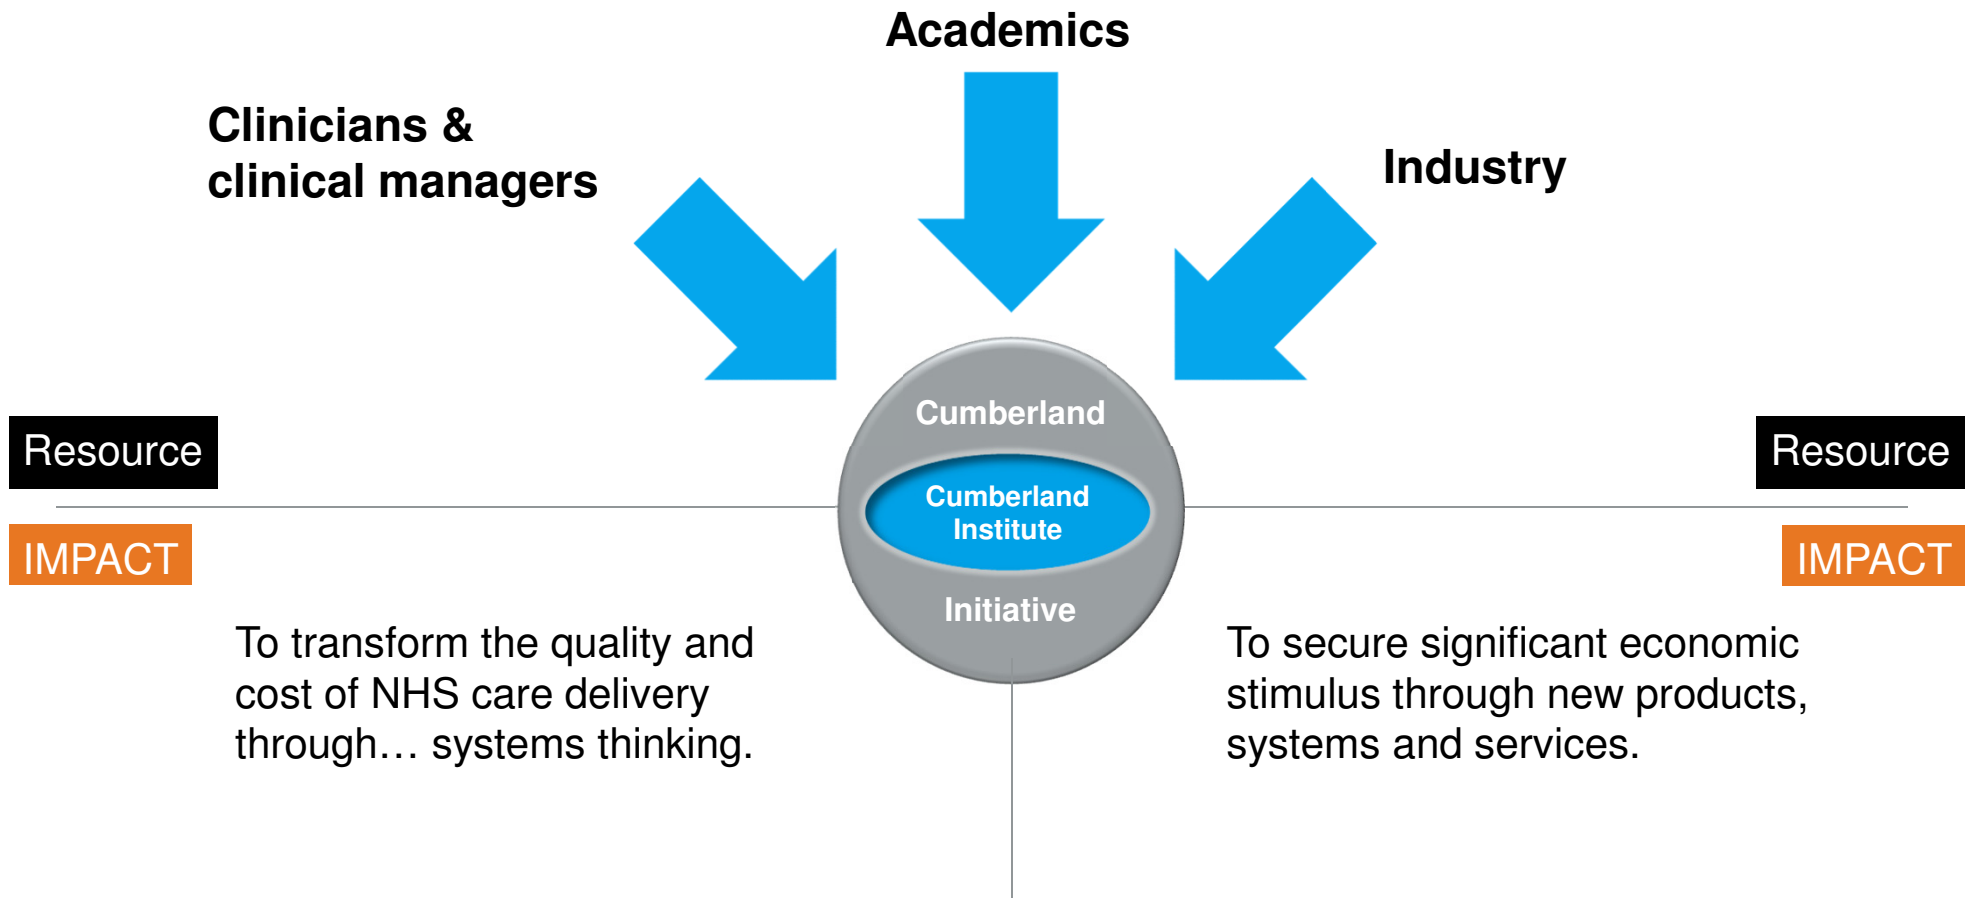 Academics
Clinicians &
clinical managers
Industry
Cumberland
Resource
Resource
Cumberland
Institute
IMPACT
IMPACT
Initiative
To transform the quality and
cost of NHS care delivery
through… systems thinking.
To secure significant economic
stimulus through new products,
systems and services.